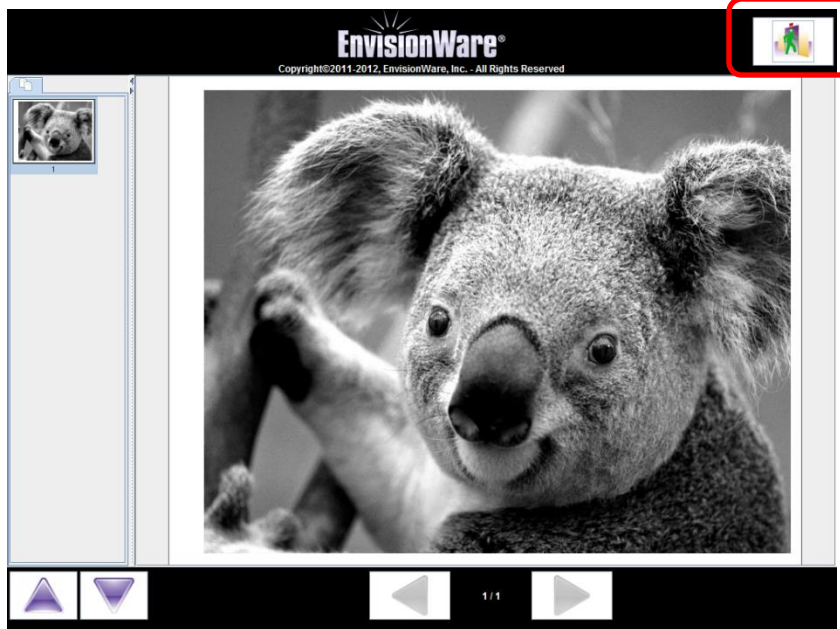 EnvisionWare®
Copyright©2011-2012, EnvisionWare, Inc. - All Rights Reserved
1
1 / 1